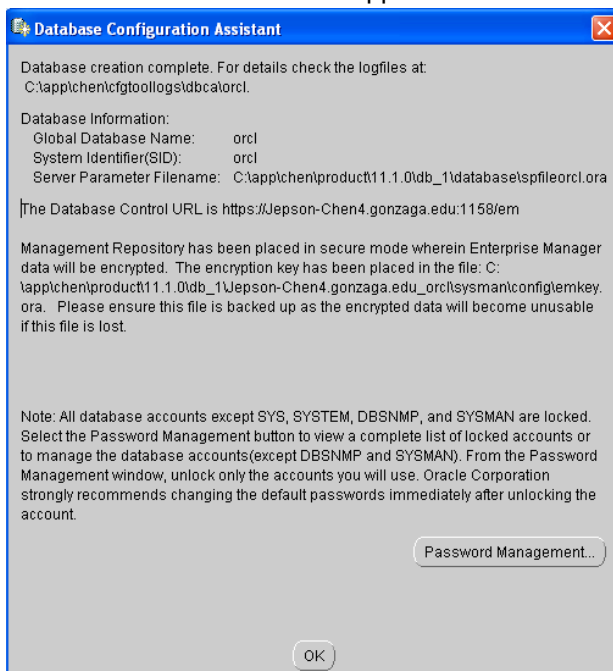 Database Configuration Assistant
Database creation complete. For details check the logfiles at:
C:\app\chen\cfgtoollogs\dbca\orcl.
Database Information:
Global Database Name: orcl
System Identifier(SID): orcl
Server Parameter Filename: C:\app\chen\product\11.1.0\db_1\database\spfileorcl.ora
The Database Control URL is https://Jepson-Chen4.gonzaga.edu:1158/em
Management Repository has been placed in secure mode wherein Enterprise Manager
data will be encrypted. The encryption key has been placed in the file: C:
\app\chen\product\11.1.0\db_1\Jepson-Chen4.gonzaga.edu_orcl\sysman\config\emkey.
ora. Please ensure this file is backed up as the encrypted data will become unusable
if this file is lost.
Note: All database accounts except SYS, SYSTEM, DBSNMP, and SYSMAN are locked.
Select the Password Management button to view a complete list of locked accounts or
to manage the database accounts(except DBSNMP and SYSMAN). From the Password
Management window, unlock only the accounts you will use. Oracle Corporation
strongly recommends changing the default passwords immediately after unlocking the
account.
Password Management...
OK